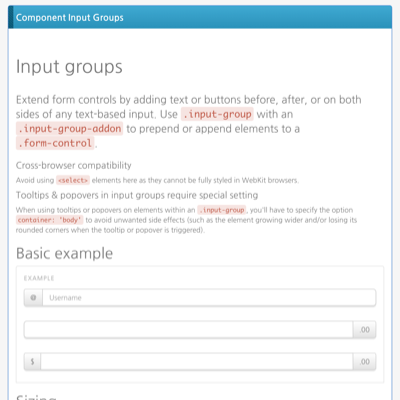 Component Input Groups
Input groups
Extend form controls by adding text or buttons before, after, or on both
sides of any text-based input. Use .input-group with an
.input-group-addon to prepend or append elements to a
.form-control.
Cross-browser compatibility
Avoid using <select> elements here as they cannot be fully styled in WebKit browsers.
Tooltips & popovers in input groups require special setting
When using tooltips or popovers on elements within an .input-group, you'll have to specify the option
container: 'body' to avoid unwanted side effects (such as the element growing wider and/or losing its
rounded corners when the tooltip or popover is triggered).
Basic example
EXAMPLE
@ Username
.00
$ .00
Sizing